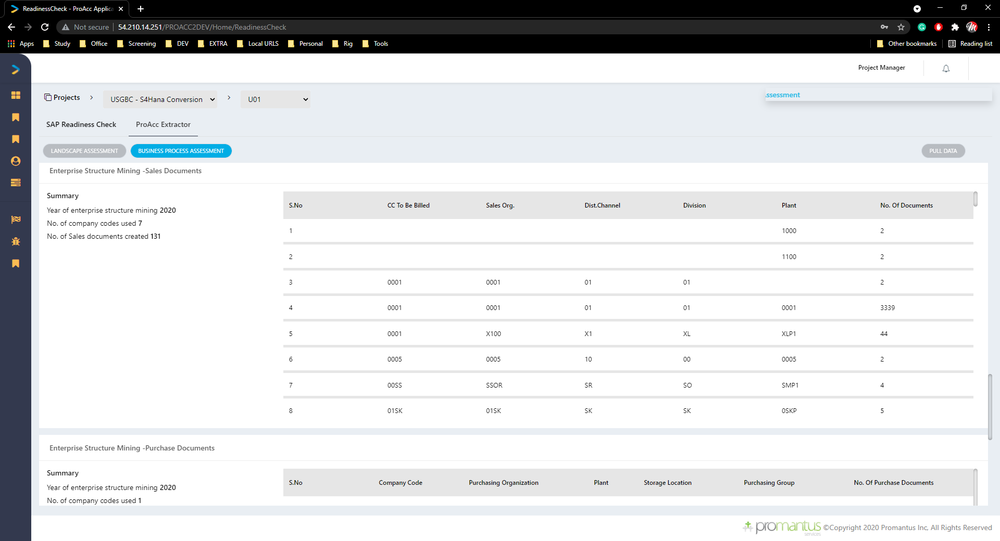 ReadinessCheck - ProAcc Applica
Not secure 54.210.14.251/PROACC2DEV/Home/ReadinessCheck
Apps Study Office Screening DEV EXTRA Local URLS Personal Rig Tools Other bookmarks Reading list
Project Manager
Projects USGBC - S4Hana Conversion U01
ssessment
SAP Readiness Check ProAcc Extractor
LANDSCAPE ASSESSMENT BUSINESS PROCESS ASSESSMENT PULL DATA
Enterprise Structure Mining -Sales Documents
Summary
Year of enterprise structure mining 2020
No. of company codes used 7
No. of Sales documents created 131
S.No CC To Be Billed Sales Org. Dist.Channel Division Plant No. Of Documents
1 1000 2
2 1100 2
3 0001 0001 01 01 2
4 0001 0001 01 01 0001 3339
5 0001 X100 X1 XL XLP1 44
6 0005 0005 10 00 0005 2
7 00SS SSOR SR SO SMP1 4
8 01SK 01SK SK SK 0SKP 5
Enterprise Structure Mining -Purchase Documents
Summary
Year of enterprise structure mining 2020
No. of company codes used 1
S.No Company Code Purchasing Organization Plant Storage Location Purchasing Group No. Of Purchase Documents
promantus
services
©Copyright 2020 Promantus Inc, All Rights Reserved